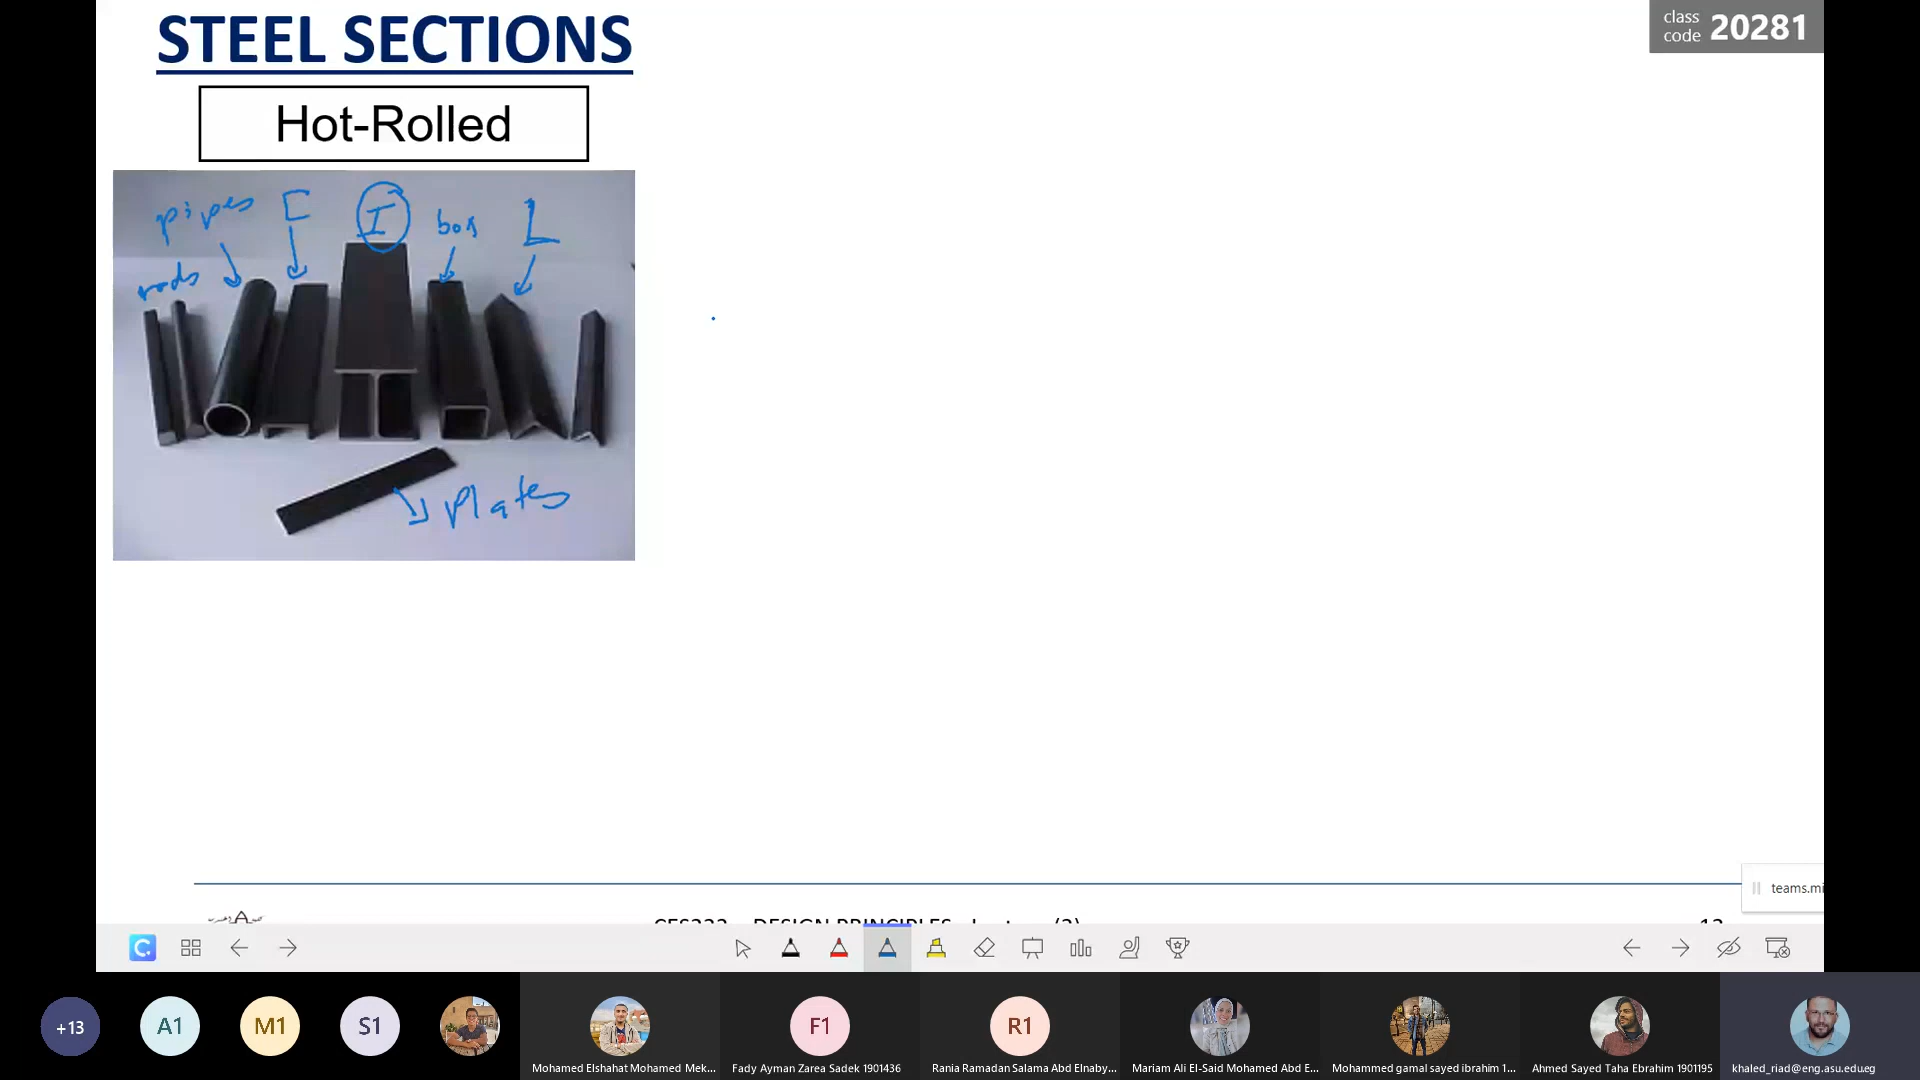 STEEL SECTIONS
class
code 20281
Hot-Rolled
pipes
C
I
box
L
rods
Plates
teams.mi
+13
A1
M1
S1
F1
R1
Mohamed Elshahat Mohamed Mek...
Fady Ayman Zarea Sadek 1901436
Rania Ramadan Salama Abd Elnaby...
Mariam Ali El-Said Mohamed Abd E...
Mohammed gamal sayed ibrahim 1...
Ahmed Sayed Taha Ebrahim 1901195
khaled_riad@eng.asu.edu.eg